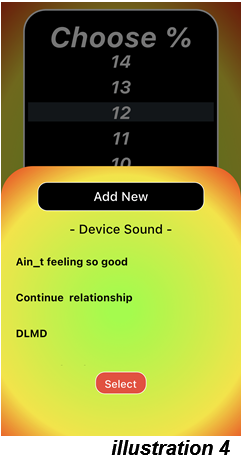 Choose %
14
13
12
11
10
Add New
- Device Sound -
Ain_t feeling so good
Continue relationship
DLMD
Select
illustration 4